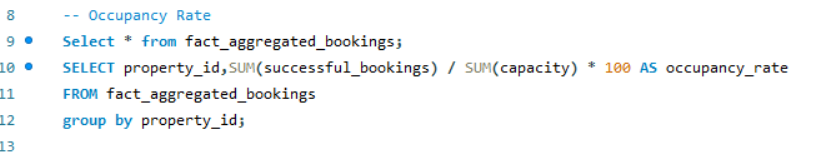 8 -- Occupancy Rate
9 Select * from fact_aggregated_bookings;
10 SELECT property_id,SUM(successful_bookings) / SUM(capacity) * 100 AS occupancy_rate
11 FROM fact_aggregated_bookings
12 group by property_id;
13